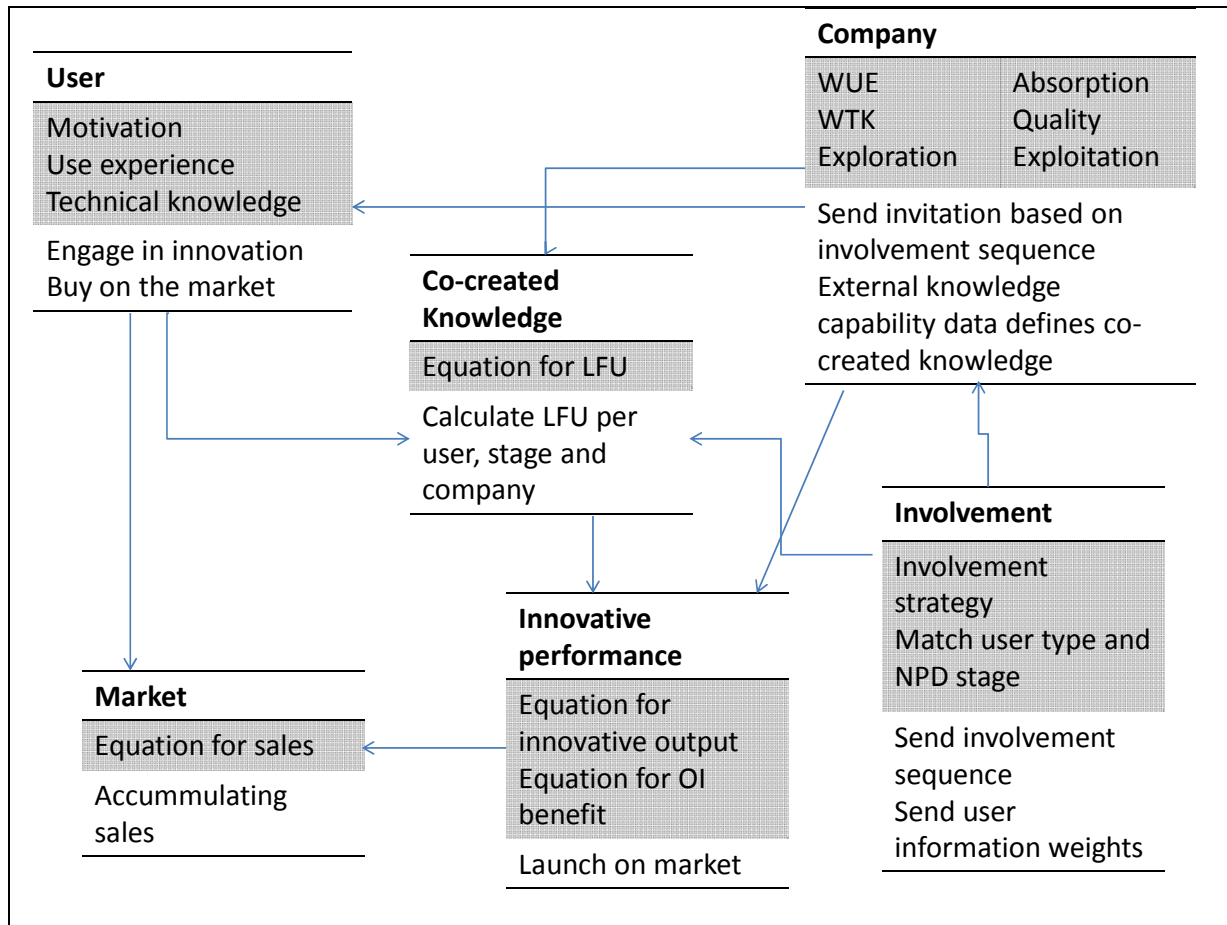 User
Motivation
Use experience
Technical knowledge
Engage in innovation
Buy on the market
Company
WUE
WTK
Exploration
Absorption
Quality
Exploitation
Send invitation based on
involvement sequence
External knowledge
capability data defines co-
created knowledge
Co-created
Knowledge
Equation for LFU
Calculate LFU per
user, stage and
company
Involvement
Involvement
strategy
Match user type and
NPD stage
Send involvement
sequence
Send user
information weights
Innovative
performance
Equation for
innovative output
Equation for OI
benefit
Launch on market
Market
Equation for sales
Accummulating
sales